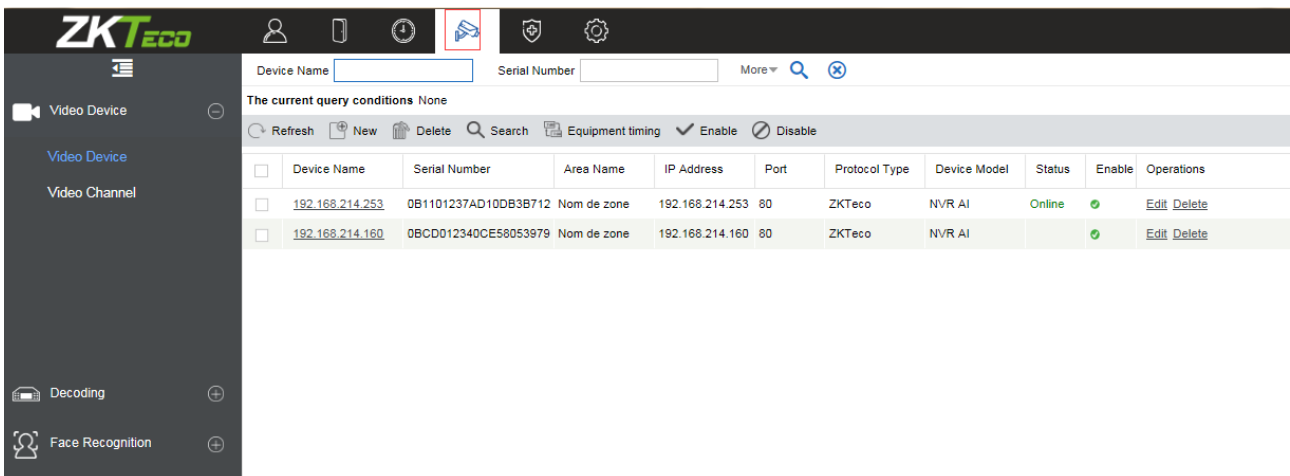 ZKTeco
Device Name Serial Number More
Video Device
The current query conditions None
Refresh New Delete Search Equipment timing Enable Disable
Video Device
Video Channel
Device Name Serial Number Area Name IP Address Port Protocol Type Device Model Status Enable Operations
192.168.214.253 0B1101237AD10DB3B712 Nom de zone 192.168.214.253 80 ZKTeco NVR AI Online Edit Delete
192.168.214.160 0BCD012340CE58053979 Nom de zone 192.168.214.160 80 ZKTeco NVR AI Edit Delete
Decoding
Face Recognition